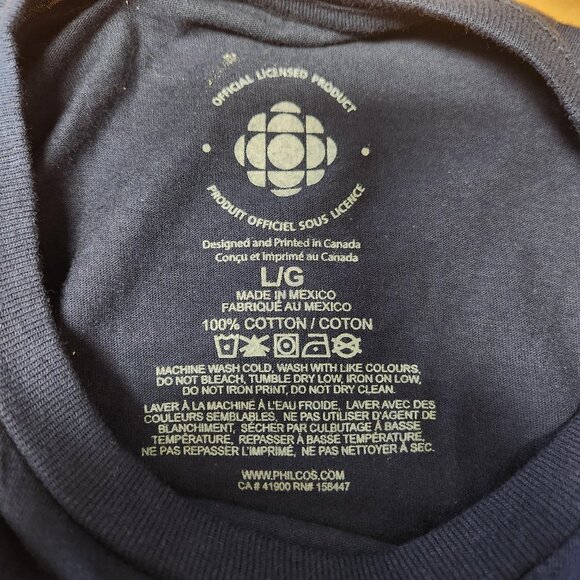 OFFICIAL LICENSED PRODUCT
PRODUIT OFFICIEL SOUS LICENCE
Designed and Printed in Canada
Conçu et imprimé au Canada
L/G
MADE IN MEXICO
FABRIQUÉ AU MEXICO
100% COTTON / COTON
MACHINE WASH COLD, WASH WITH LIKE COLOURS,
DO NOT BLEACH, TUMBLE DRY LOW, IRON ON LOW,
DO NOT IRON PRINT, DO NOT DRY CLEAN.
LAVER À LA MACHINE À L'EAU FROIDE, LAVER AVEC DES
COULEURS SEMBLABLES. NE PAS UTILISER D'AGENT DE
BLANCHIMENT, SÉCHER PAR CULBUTAGE À BASSE
TEMPÉRATURE, REPASSER À BASSE TEMPÉRATURE,
NE PAS REPASSER L'IMPRIMÉ, NE PAS NETTOYER À SEC.
WWW.PHILCOS.COM
CA # 41900 RN# 158447